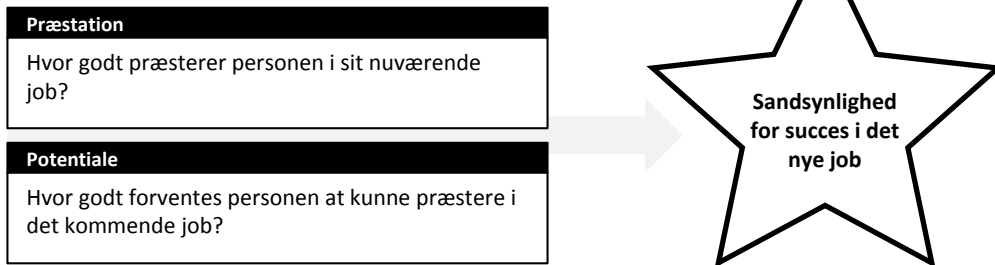 Præstation
Hvor godt præsterer personen i sit nuværende
job?
Potentiale
Hvor godt forventes personen at kunne præstere i
det kommende job?
Sandsynlighed
for succes i det
nye job